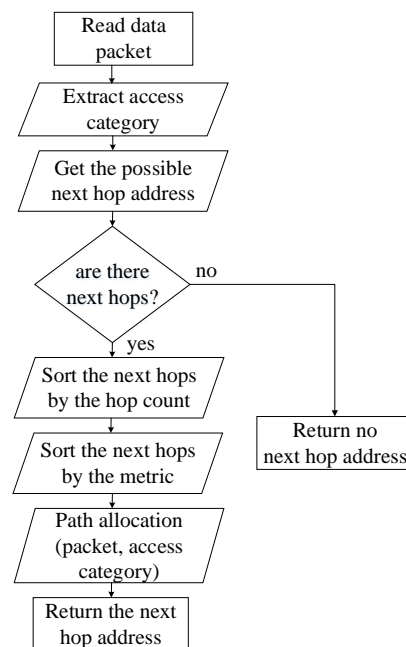 Read data
packet
Extract access
category
Get the possible
next hop address
are there
next hops?
no
yes
Sort the next hops
by the hop count
Return no
next hop address
Sort the next hops
by the metric
Path allocation
(packet, access
category)
Return the next
hop address